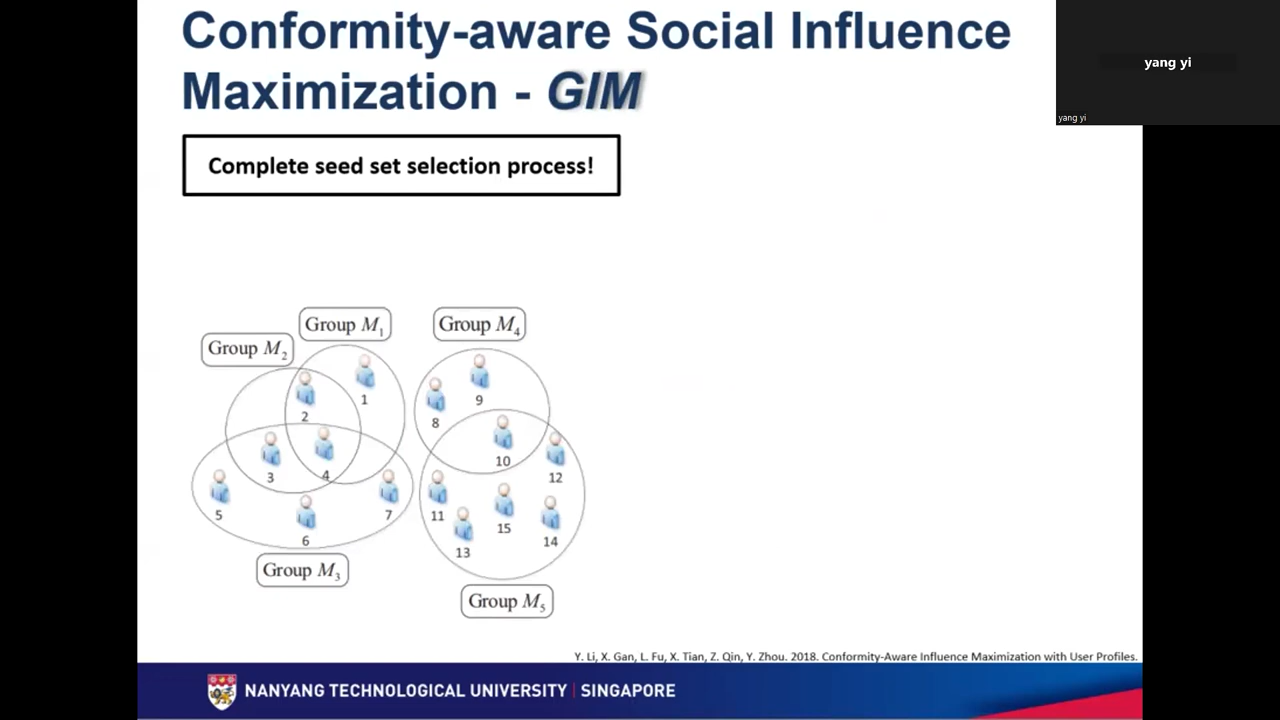 Conformity-aware Social Influence
Maximization - GIM
yang yi
yang yi
Complete seed set selection process!
Group M1
Group M4
Group M2
1
9
2
8
10
3
4
12
5
7
11
15
6
14
13
Group M3
Group M5
Y. Li, X. Gan, L. Fu, X. Tian, Z. Qin, Y. Zhou. 2018. Conformity-Aware Influence Maximization with User Profiles.
NANYANG TECHNOLOGICAL UNIVERSITY | SINGAPORE